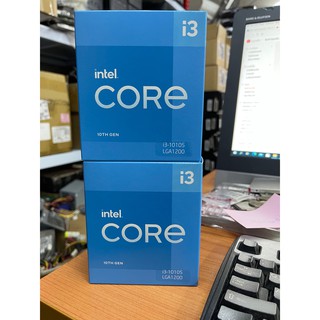 i3
intel
CORE
10TH GEN
i3-10105
LGA1200
i3
intel
CORE
10TH GEN
i3-10105
LGA1200